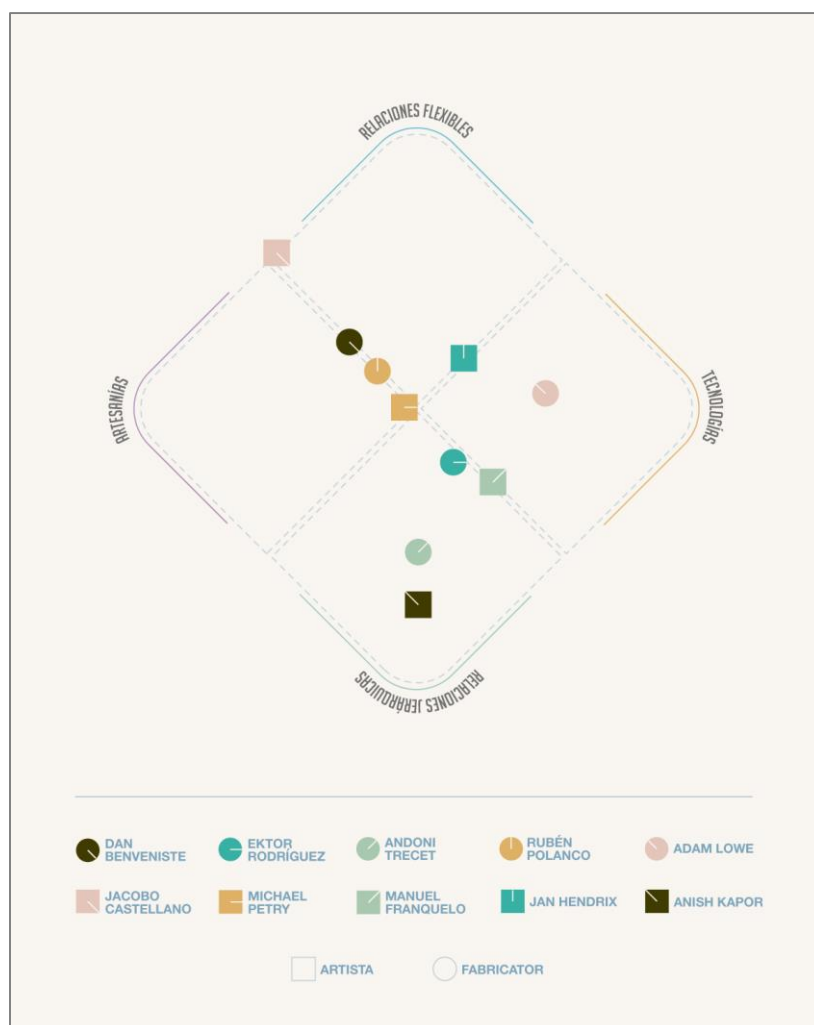 RELACIONES FLEXIBLES
ARTESANÍAS
TECNOLOGÍAS
RELACIONES JERÁRQUICAS
DAN
BENVENISTE
EKTOR
RODRÍGUEZ
ANDONI
TRECET
RUBÉN
POLANCO
ADAM LOWE
JACOBO
CASTELLANO
MICHAEL
PETRY
MANUEL
FRANQUELO
JAN HENDRIX
ANISH KAPOR
ARTISTA
FABRICATOR